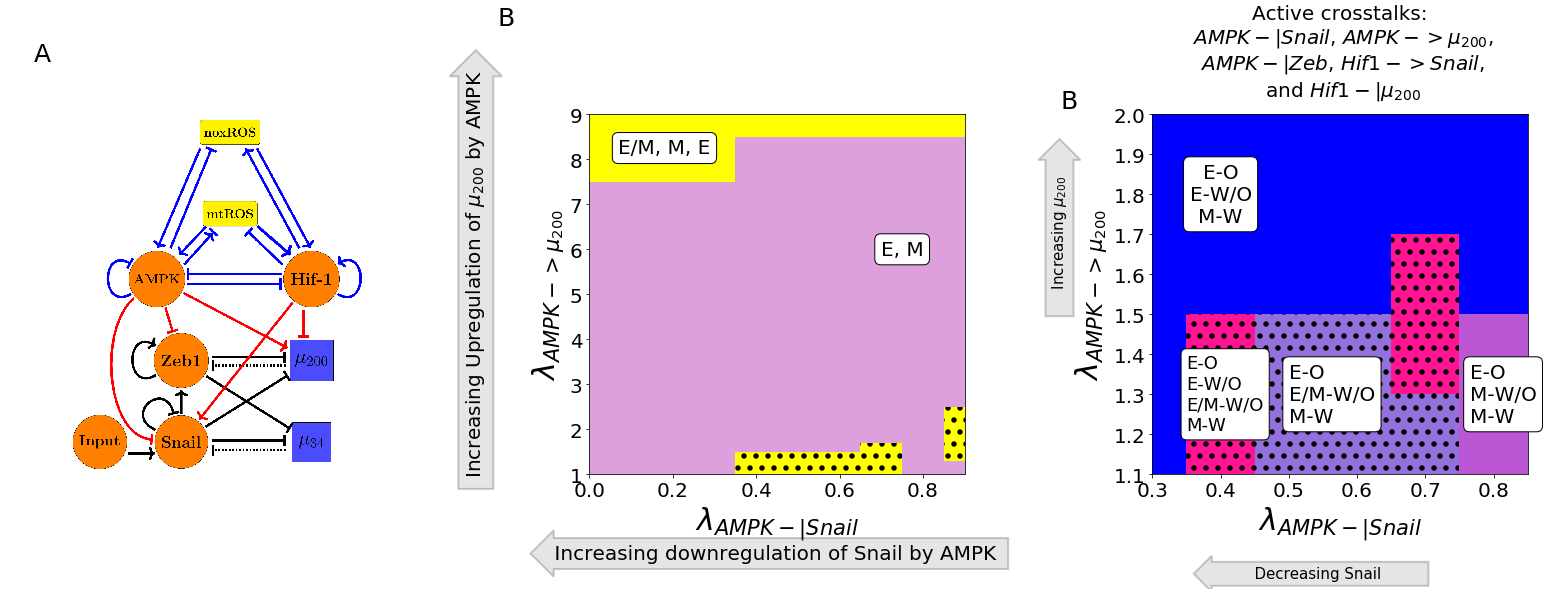 A
noxROS
mtROS
AMPK
Hif-1
Zeb1
μ200
Input
Snail
μ34
B
Increasing Upregulation of μ200 by AMPK
λAMPK−>μ200
9
8
7
6
5
4
3
2
1
E/M, M, E
E, M
0.0 0.2 0.4 0.6 0.8
λAMPK−|Snail
Increasing downregulation of Snail by AMPK
Active crosstalks:
AMPK−|Snail, AMPK−>μ200,
AMPK−|Zeb, Hif1−>Snail,
and Hif1−|μ200
B
Increasing μ200
λAMPK−>μ200
2.0
1.9
1.8
1.7
1.6
1.5
1.4
1.3
1.2
1.1
E-O
E-W/O
M-W
E-O
E-W/O
E/M-W/O
M-W
E-O
E/M-W/O
M-W
E-O
M-W/O
M-W
0.3 0.4 0.5 0.6 0.7 0.8
λAMPK−|Snail
Decreasing Snail